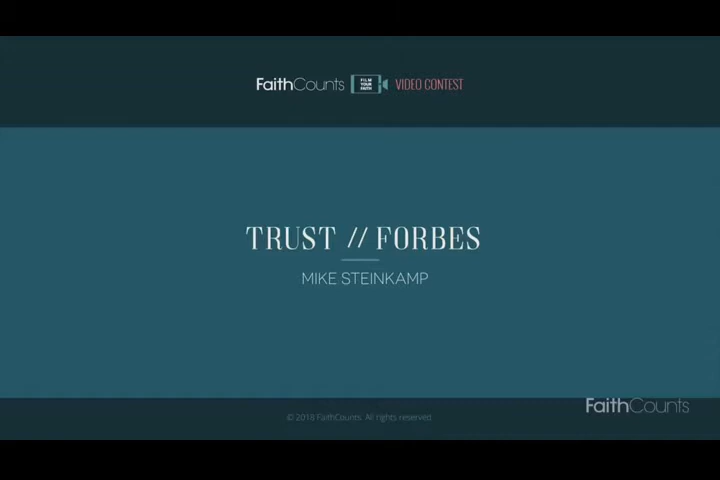 FaithCounts FILM YOUR FAITH VIDEO CONTEST
TRUST // FORBES
MIKE STEINKAMP
FaithCounts
© 2018 FaithCounts. All rights reserved